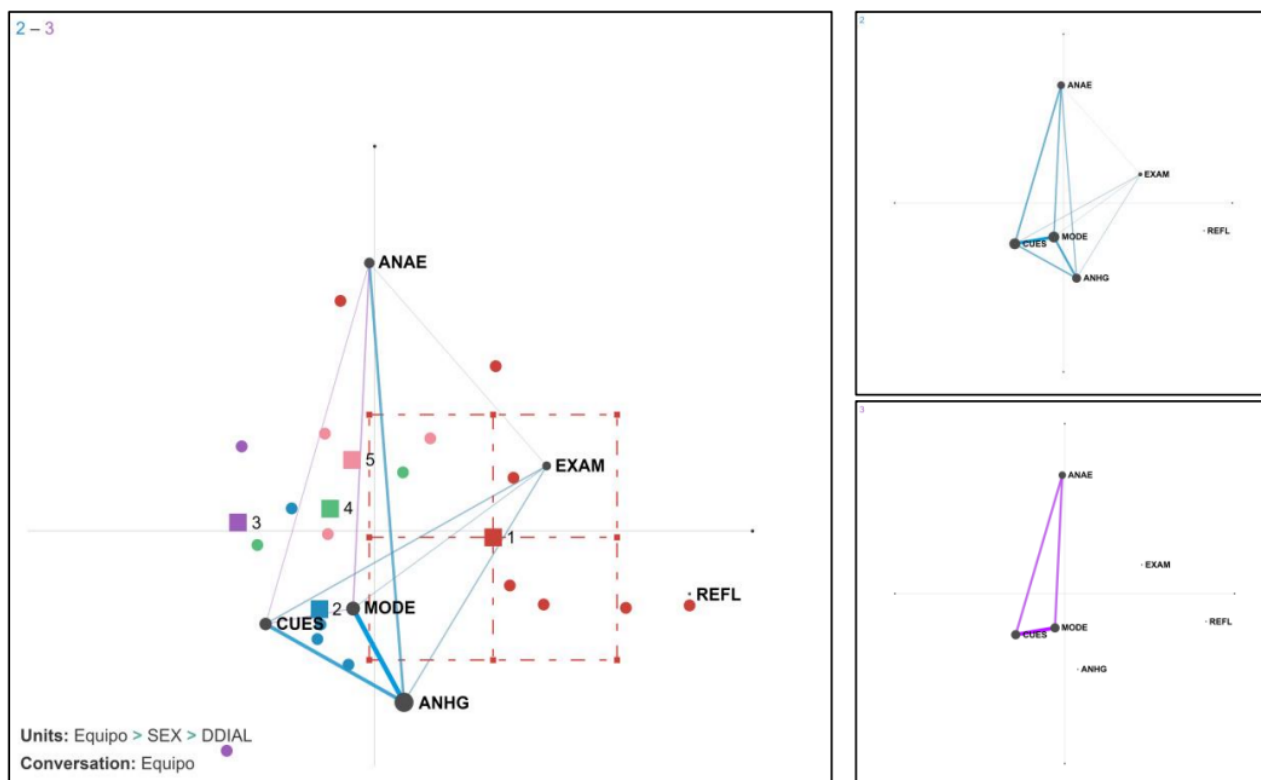 2 – 3
ANAE
5
EXAM
4
3
1
REFL
2
MODE
CUES
ANHG
Units: Equipo > SEX > DDIAL
Conversation: Equipo
2
ANAE
EXAM
REFL
MODE
CUES
ANHG
3
ANAE
EXAM
REFL
MODE
CUES
ANHG